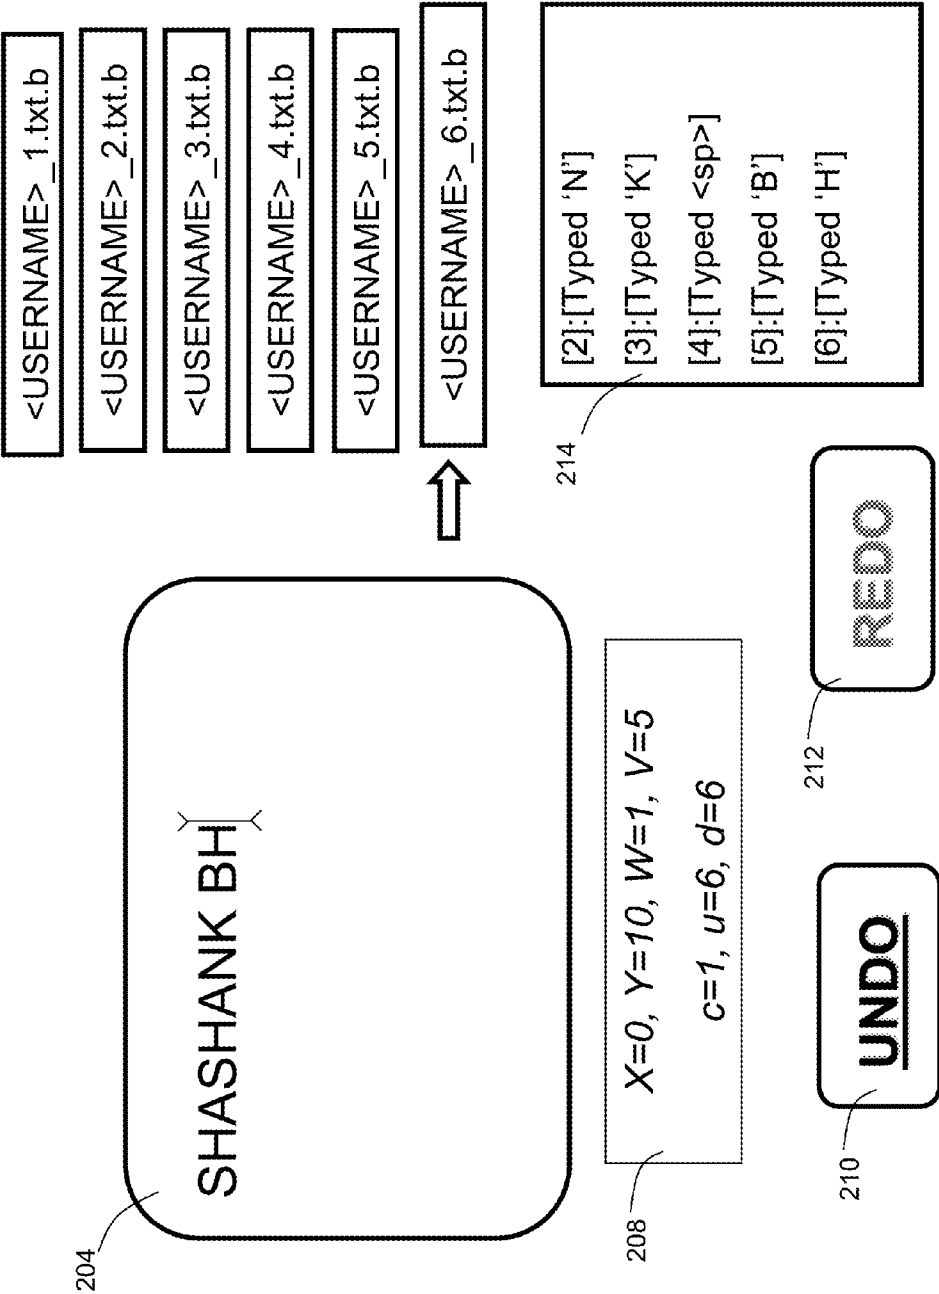 204
SHASHANK BH
<USERNAME>_1.txt.b
<USERNAME>_2.txt.b
<USERNAME>_3.txt.b
<USERNAME>_4.txt.b
<USERNAME>_5.txt.b
<USERNAME>_6.txt.b
208
X=0, Y=10, W=1, V=5
c=1, u=6, d=6
214
[2]:[Typed ‘N’]
[3]:[Typed ‘K’]
[4]:[Typed <sp>]
[5]:[Typed ‘B’]
[6]:[Typed ‘H’]
210
UNDO
212
REDO